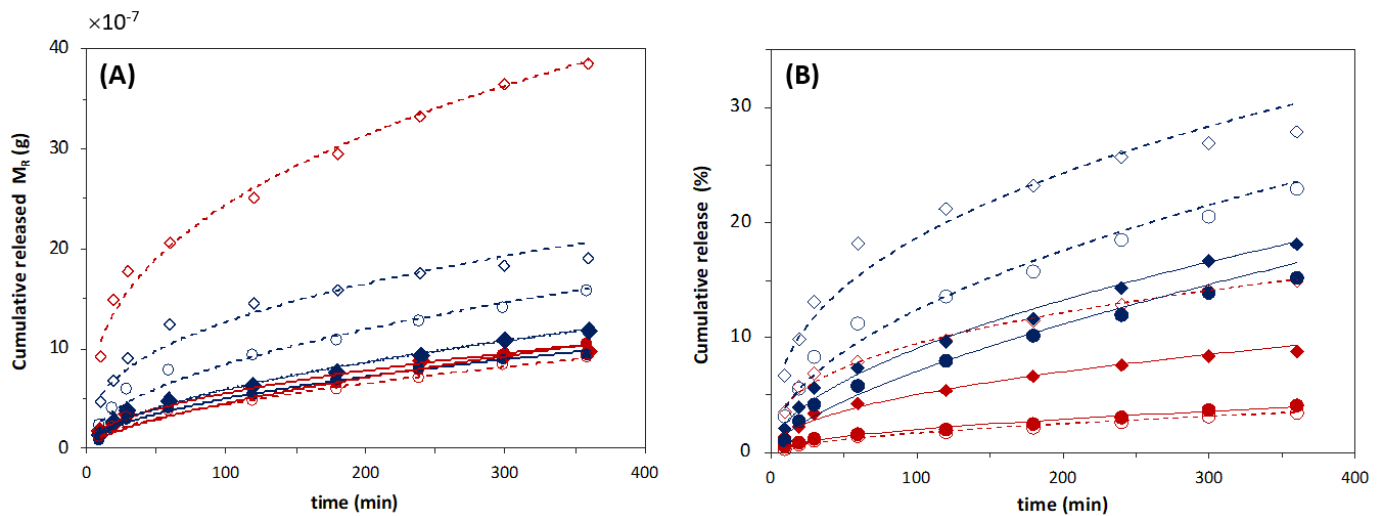 ×10⁻⁷
(A)
Cumulative released M_R (g)
40
30
20
10
0
0 100 200 300 400
time (min)
(B)
Cumulative release (%)
30
20
10
0
0 100 200 300 400
time (min)